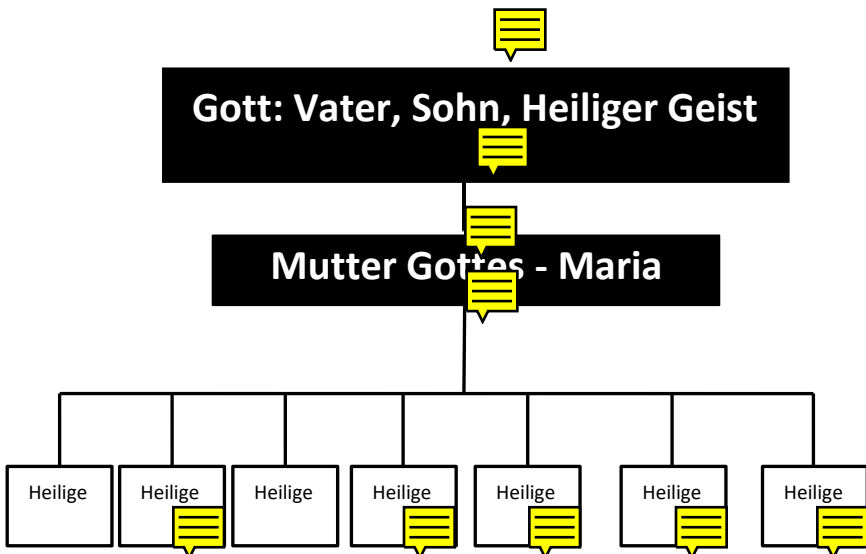 Gott: Vater, Sohn, Heiliger Geist
Mutter Gottes - Maria
Heilige
Heilige
Heilige
Heilige
Heilige
Heilige
Heilige